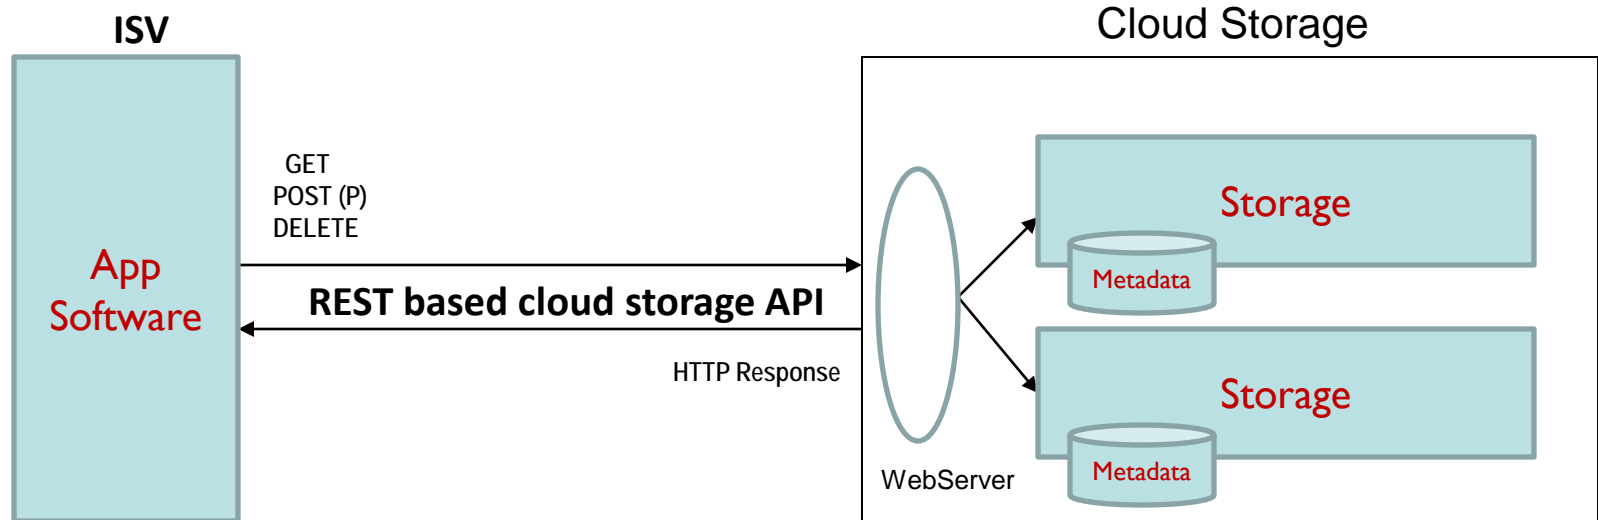 ISV
Cloud Storage
GET
POST (P)
DELETE
App
Software
REST based cloud storage API
HTTP Response
WebServer
Storage
Metadata
Storage
Metadata